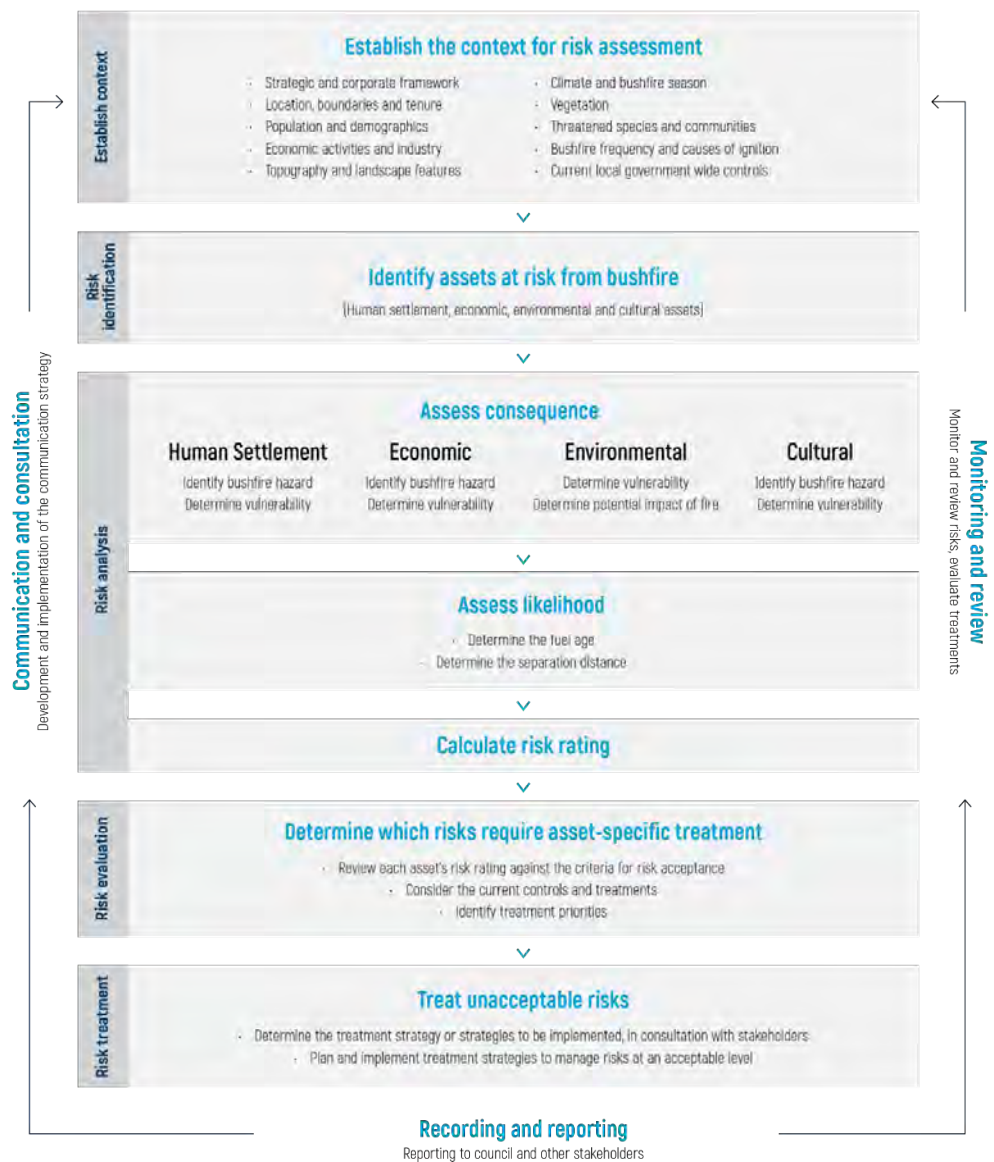 Establish context
Establish the context for risk assessment
· Strategic and corporate framework
· Location, boundaries and tenure
· Population and demographics
· Economic activities and industry
· Topography and landscape features
· Climate and bushfire season
· Vegetation
· Threatened species and communities
· Bushfire frequency and causes of ignition
· Current local government wide controls
Risk
identification
Identify assets at risk from bushfire
(Human settlement, economic, environmental and cultural assets)
Risk analysis
Assess consequence
Human Settlement
Identify bushfire hazard
Determine vulnerability
Economic
Identify bushfire hazard
Determine vulnerability
Environmental
Determine vulnerability
Determine potential impact of fire
Cultural
Identify bushfire hazard
Determine vulnerability
Assess likelihood
· Determine the fuel age
· Determine the separation distance
Calculate risk rating
Risk evaluation
Determine which risks require asset-specific treatment
· Review each asset's risk rating against the criteria for risk acceptance
· Consider the current controls and treatments
· Identify treatment priorities
Risk treatment
Treat unacceptable risks
· Determine the treatment strategy or strategies to be implemented, in consultation with stakeholders
· Plan and implement treatment strategies to manage risks at an acceptable level
Communication and consultation
Development and implementation of the communication strategy
Monitoring and review
Monitor and review risks, evaluate treatments
Recording and reporting
Reporting to council and other stakeholders